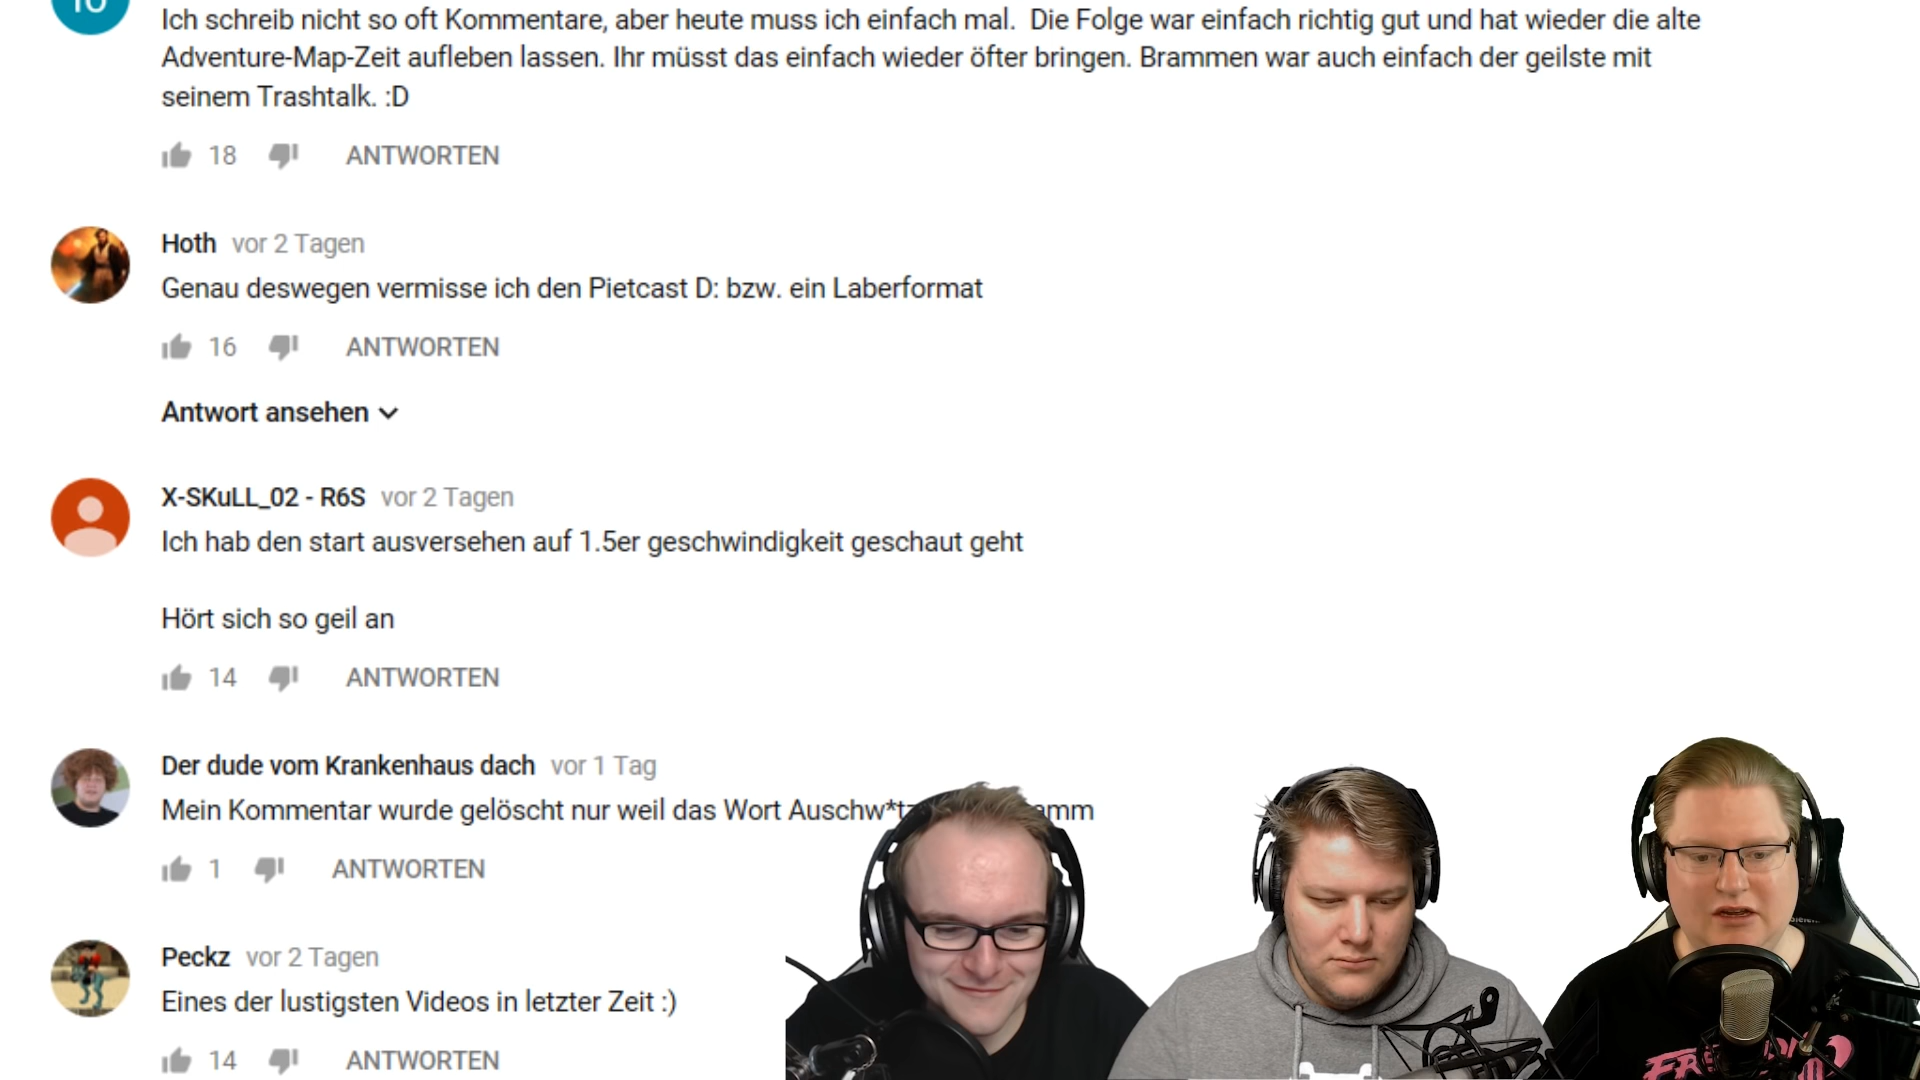 Ich schreib nicht so oft Kommentare, aber heute muss ich einfach mal.  Die Folge war einfach richtig gut und hat wieder die alte
Adventure-Map-Zeit aufleben lassen. Ihr müsst das einfach wieder öfter bringen. Brammen war auch einfach der geilste mit
seinem Trashtalk. :D
18 ANTWORTEN
Hoth vor 2 Tagen
Genau deswegen vermisse ich den Pietcast D: bzw. ein Laberformat
16 ANTWORTEN
Antwort ansehen
X-SKuLL_02 - R6S vor 2 Tagen
Ich hab den start ausversehen auf 1.5er geschwindigkeit geschaut geht
Hört sich so geil an
14 ANTWORTEN
Der dude vom Krankenhaus dach vor 1 Tag
Mein Kommentar wurde gelöscht nur weil das Wort
1 ANTWORTEN
Peckz vor 2 Tagen
Eines der lustigsten Videos in letzter Zeit :)
14 ANTWORTEN